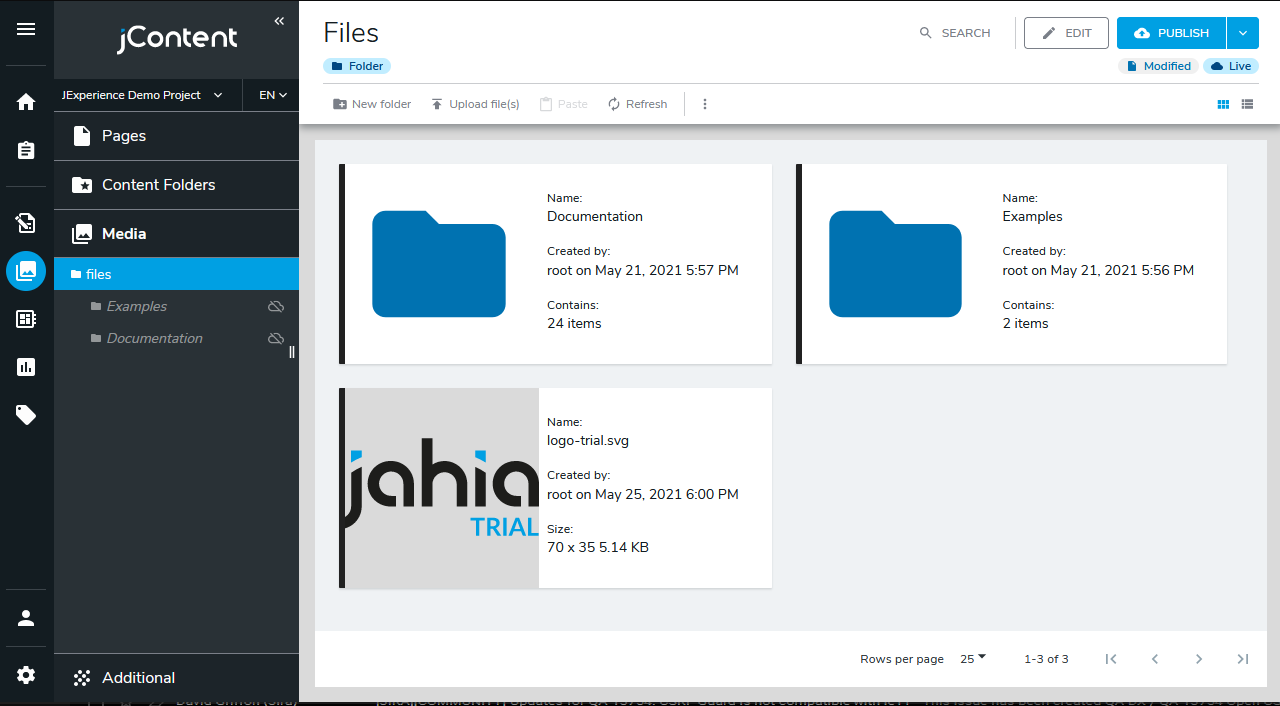 «
jContent
JExperience Demo Project
EN
Pages
Content Folders
Media
files
Examples
Documentation
Additional
Files
SEARCH
EDIT
PUBLISH
Folder
Modified
Live
New folder
Upload file(s)
Paste
Refresh
Name:
Documentation
Created by:
root on May 21, 2021 5:57 PM
Contains:
24 items
Name:
Examples
Created by:
root on May 21, 2021 5:56 PM
Contains:
2 items
jahia
TRIAL
Name:
logo-trial.svg
Created by:
root on May 25, 2021 6:00 PM
Size:
70 x 35 5.14 KB
Rows per page
25
1-3 of 3